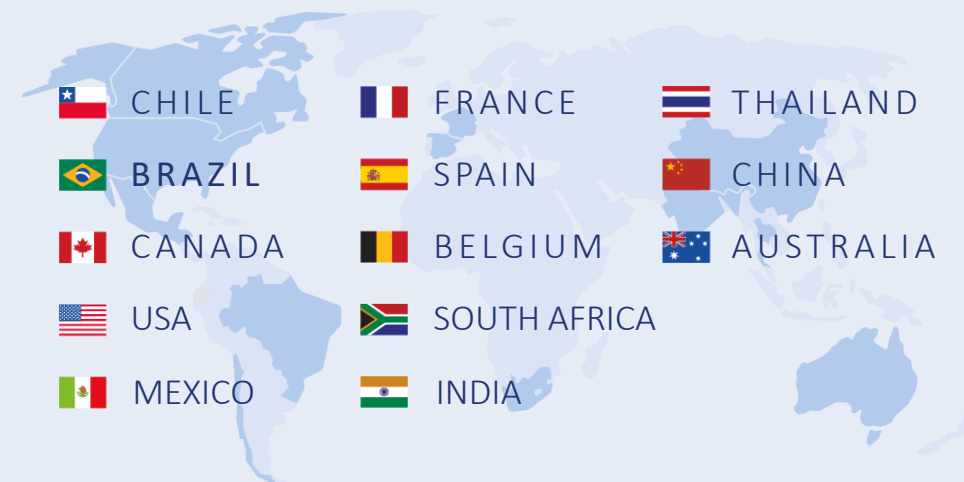 CHILE
BRAZIL
CANADA
USA
MEXICO
FRANCE
SPAIN
BELGIUM
SOUTH AFRICA
INDIA
THAILAND
CHINA
AUSTRALIA